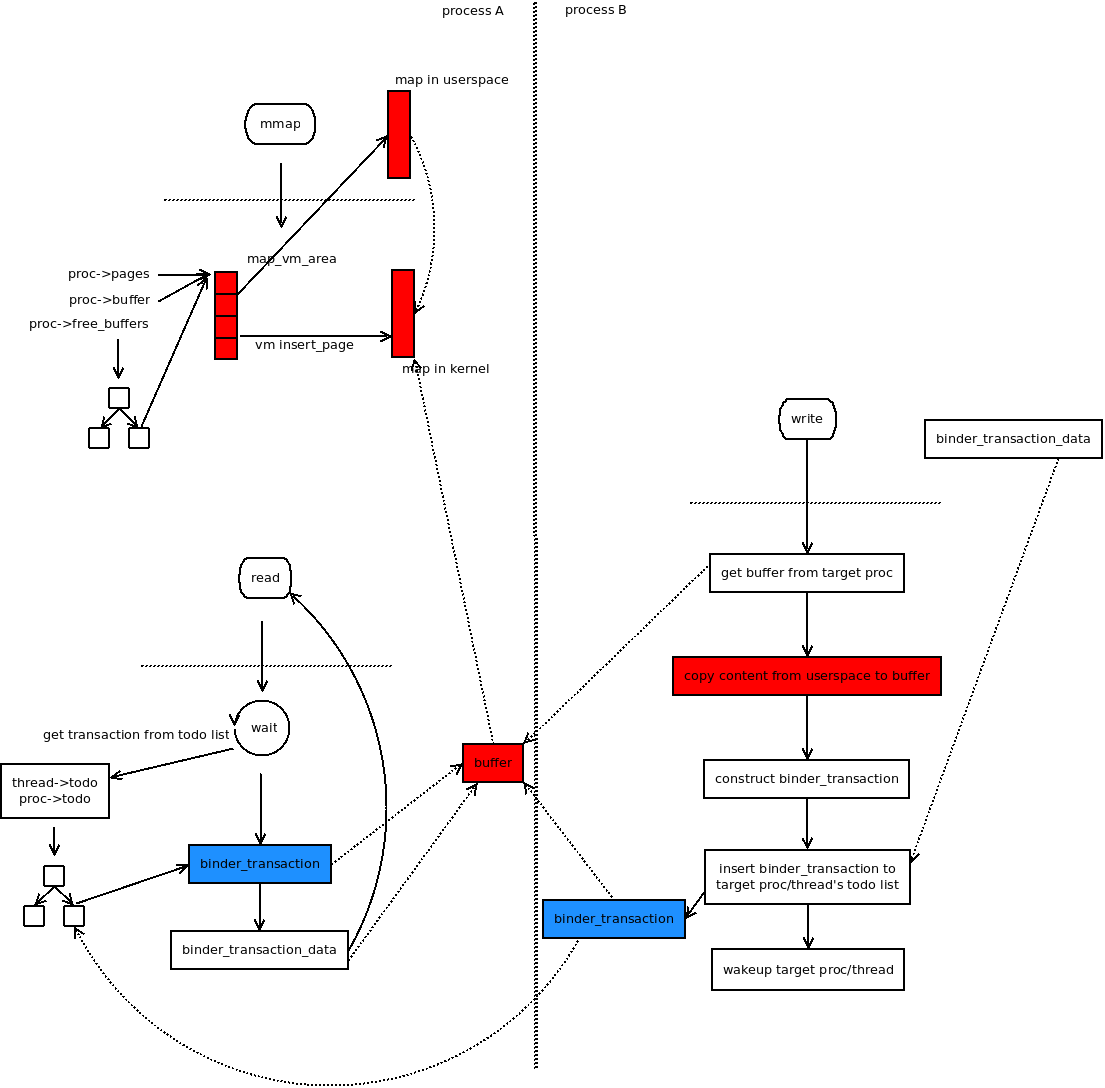 process A
process B
map in userspace
mmap
map_vm_area
proc->pages
proc->buffer
proc->free_buffers
vm insert_page
map in kernel
write
binder_transaction_data
get buffer from target proc
read
copy content from userspace to buffer
wait
get transaction from todo list
buffer
thread->todo
proc->todo
construct binder_transaction
binder_transaction
insert binder_transaction to
target proc/thread's todo list
binder_transaction
binder_transaction_data
wakeup target proc/thread